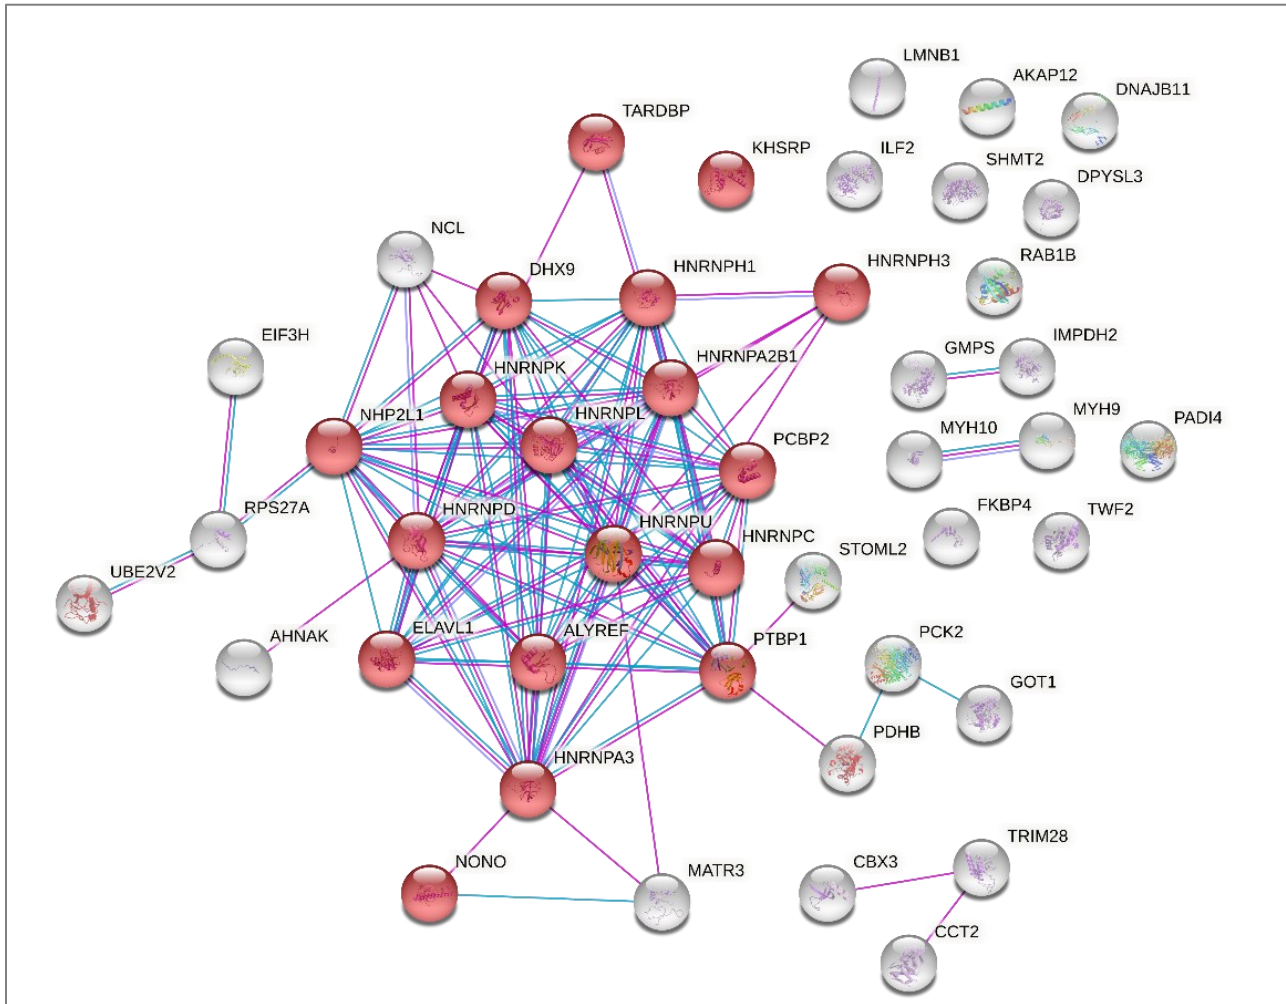 LMNB1
AKAP12
DNAJB11
TARDBP
KHSRP
ILF2
SHMT2
DPYSL3
NCL
DHX9
HNRNPH1
HNRNPH3
RAB1B
EIF3H
HNRNPK
HNRNPA2B1
GMPS
IMPDH2
NHP2L1
HNRNPL
PCBP2
MYH10
MYH9
PADI4
RPS27A
HNRNPD
HNRNPU
HNRNPC
FKBP4
TWF2
UBE2V2
STOML2
AHNAK
ELAVL1
ALYREF
PTBP1
PCK2
GOT1
PDHB
HNRNPA3
NONO
MATR3
CBX3
TRIM28
CCT2